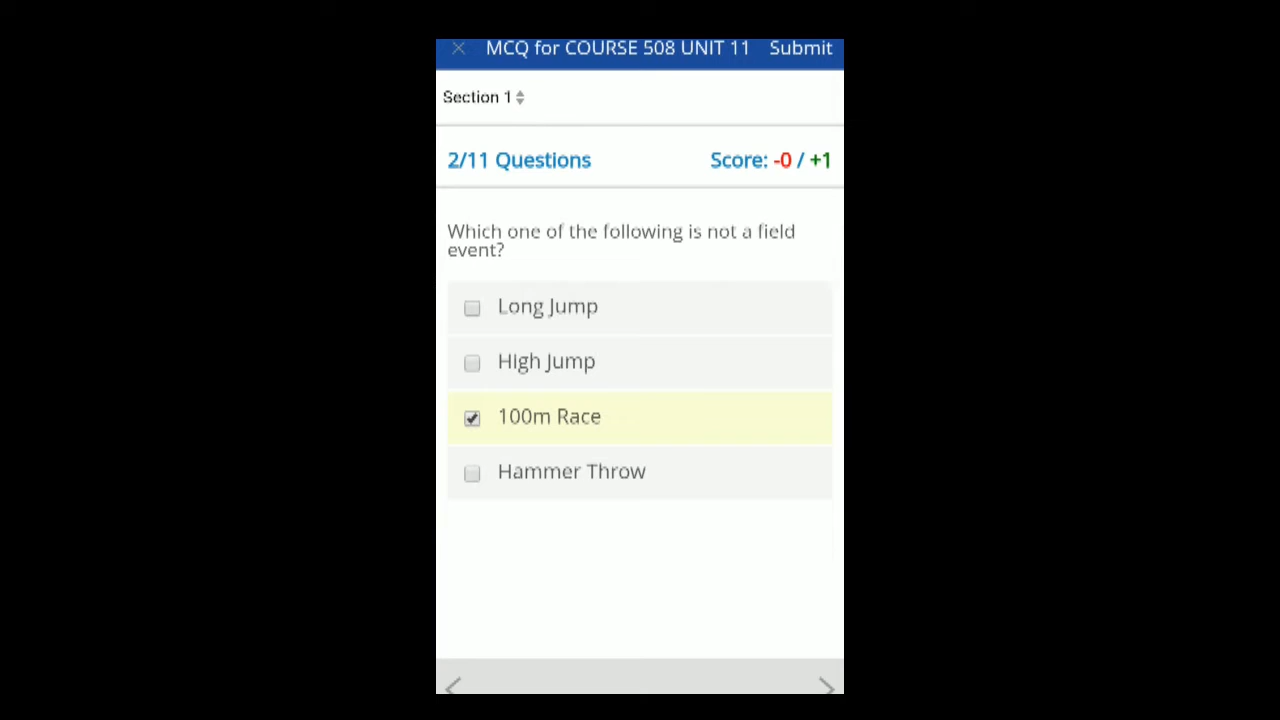 MCQ for COURSE 508 UNIT 11 Submit
Section 1
2/11 Questions Score: -0 / +1
Which one of the following is not a field
event?
Long Jump
High Jump
100m Race
Hammer Throw